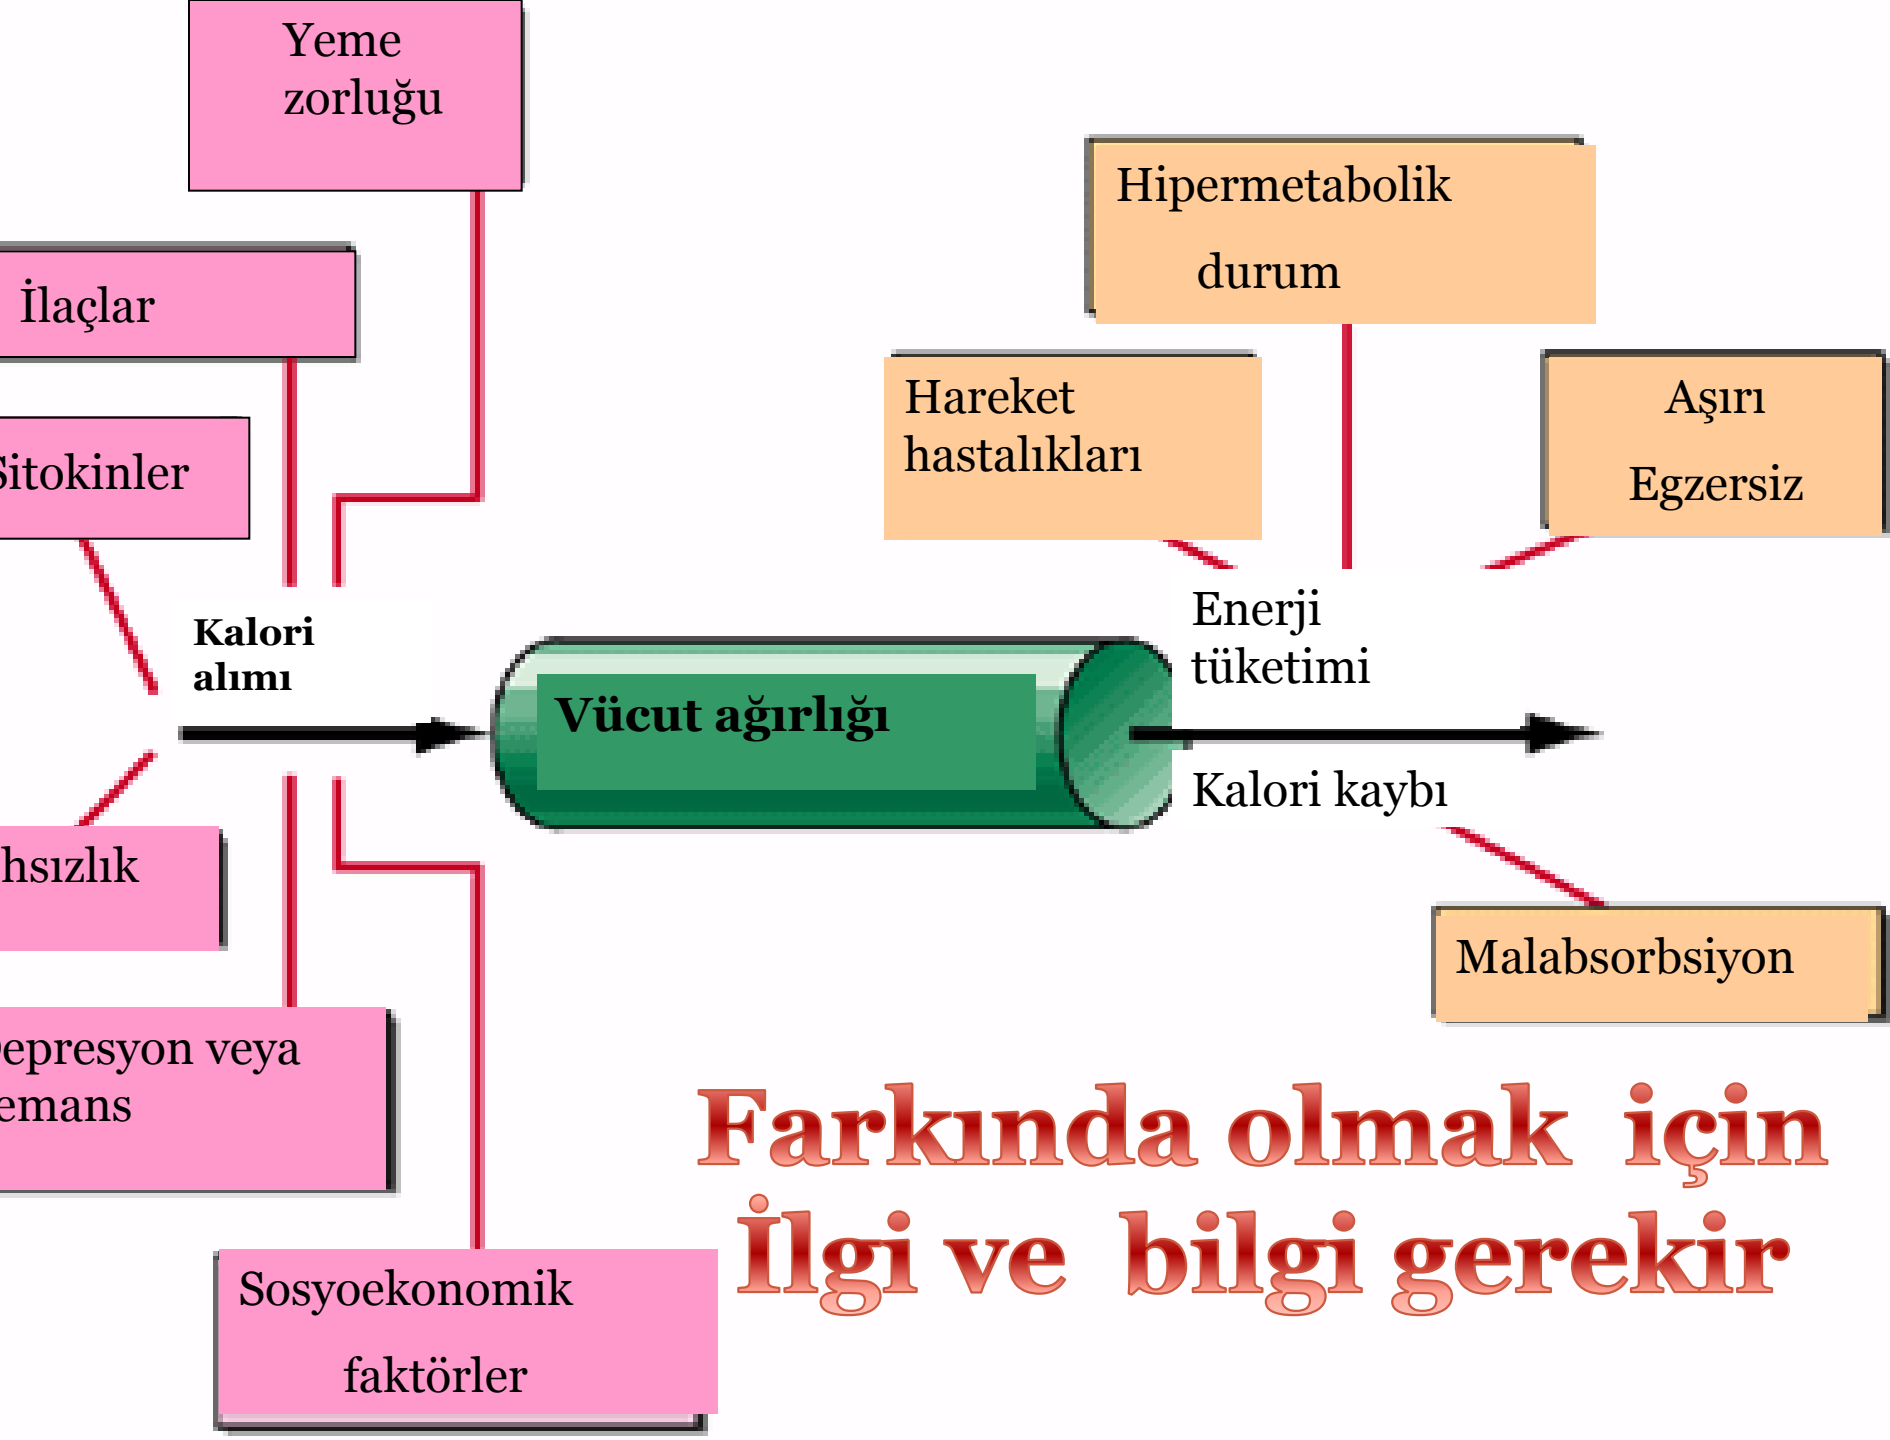 Yeme
zorluğu
İlaçlar
Sitokinler
Kalori
alımı
hsızlık
epresyon veya
emans
Sosyoekonomik
faktörler
Vücut ağırlığı
Hipermetabolik
durum
Hareket
hastalıkları
Aşırı
Egzersiz
Enerji
tüketimi
Kalori kaybı
Malabsorbsiyon
Farkında olmak için
İlgi ve bilgi gerekir